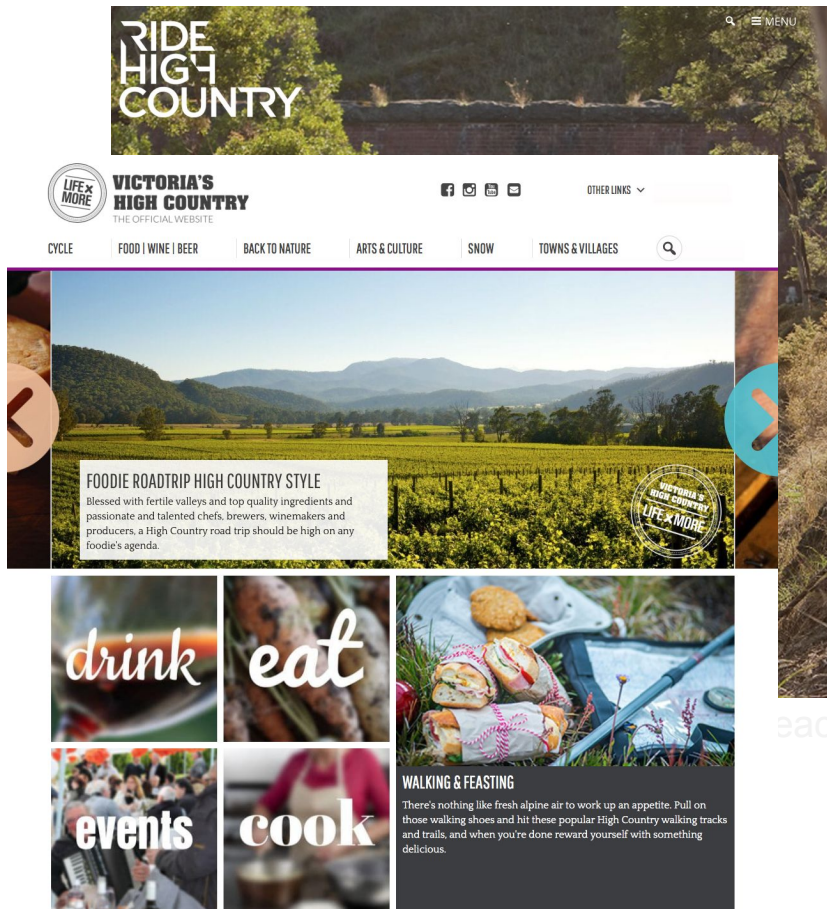 RIDE
HIGH
COUNTRY
MENU
LIFE x
MORE
VICTORIA'S
HIGH COUNTRY
THE OFFICIAL WEBSITE
OTHER LINKS
CYCLE
FOOD | WINE | BEER
BACK TO NATURE
ARTS & CULTURE
SNOW
TOWNS & VILLAGES
FOODIE ROADTRIP HIGH COUNTRY STYLE
Blessed with fertile valleys and top quality ingredients and
passionate and talented chefs, brewers, winemakers and
producers, a High Country road trip should be high on any
foodie's agenda.
VICTORIA'S
HIGH COUNTRY
LIFE x MORE
drink
eat
events
cook
WALKING & FEASTING
There's nothing like fresh alpine air to work up an appetite. Pull on
those walking shoes and hit these popular High Country walking tracks
and trails, and when you're done reward yourself with something
delicious.